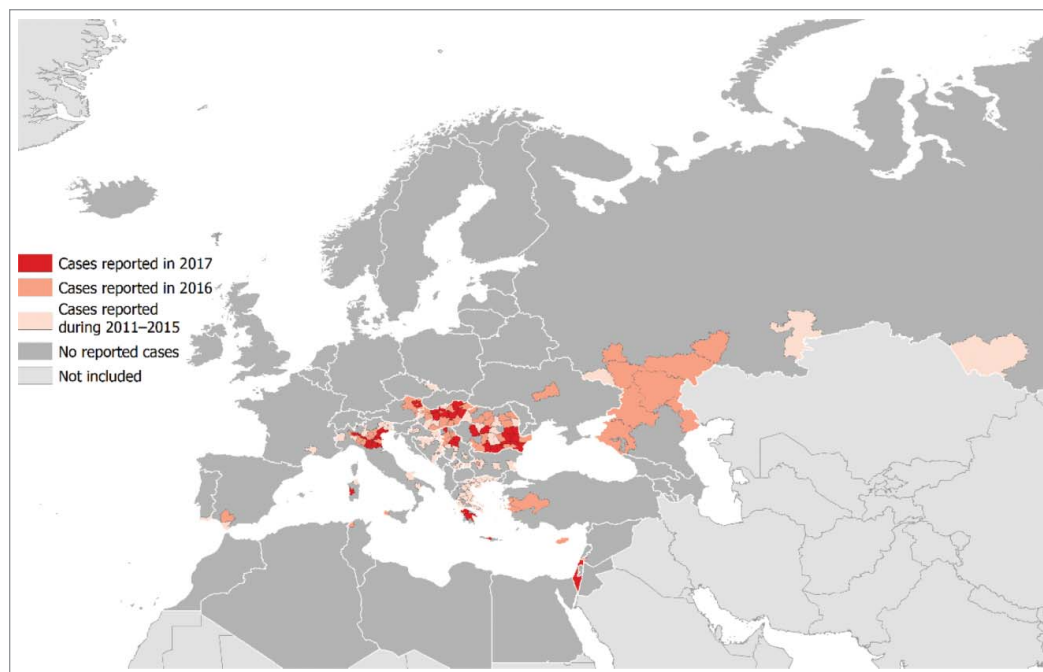 Cases reported in 2017
Cases reported in 2016
Cases reported
during 2011–2015
No reported cases
Not included